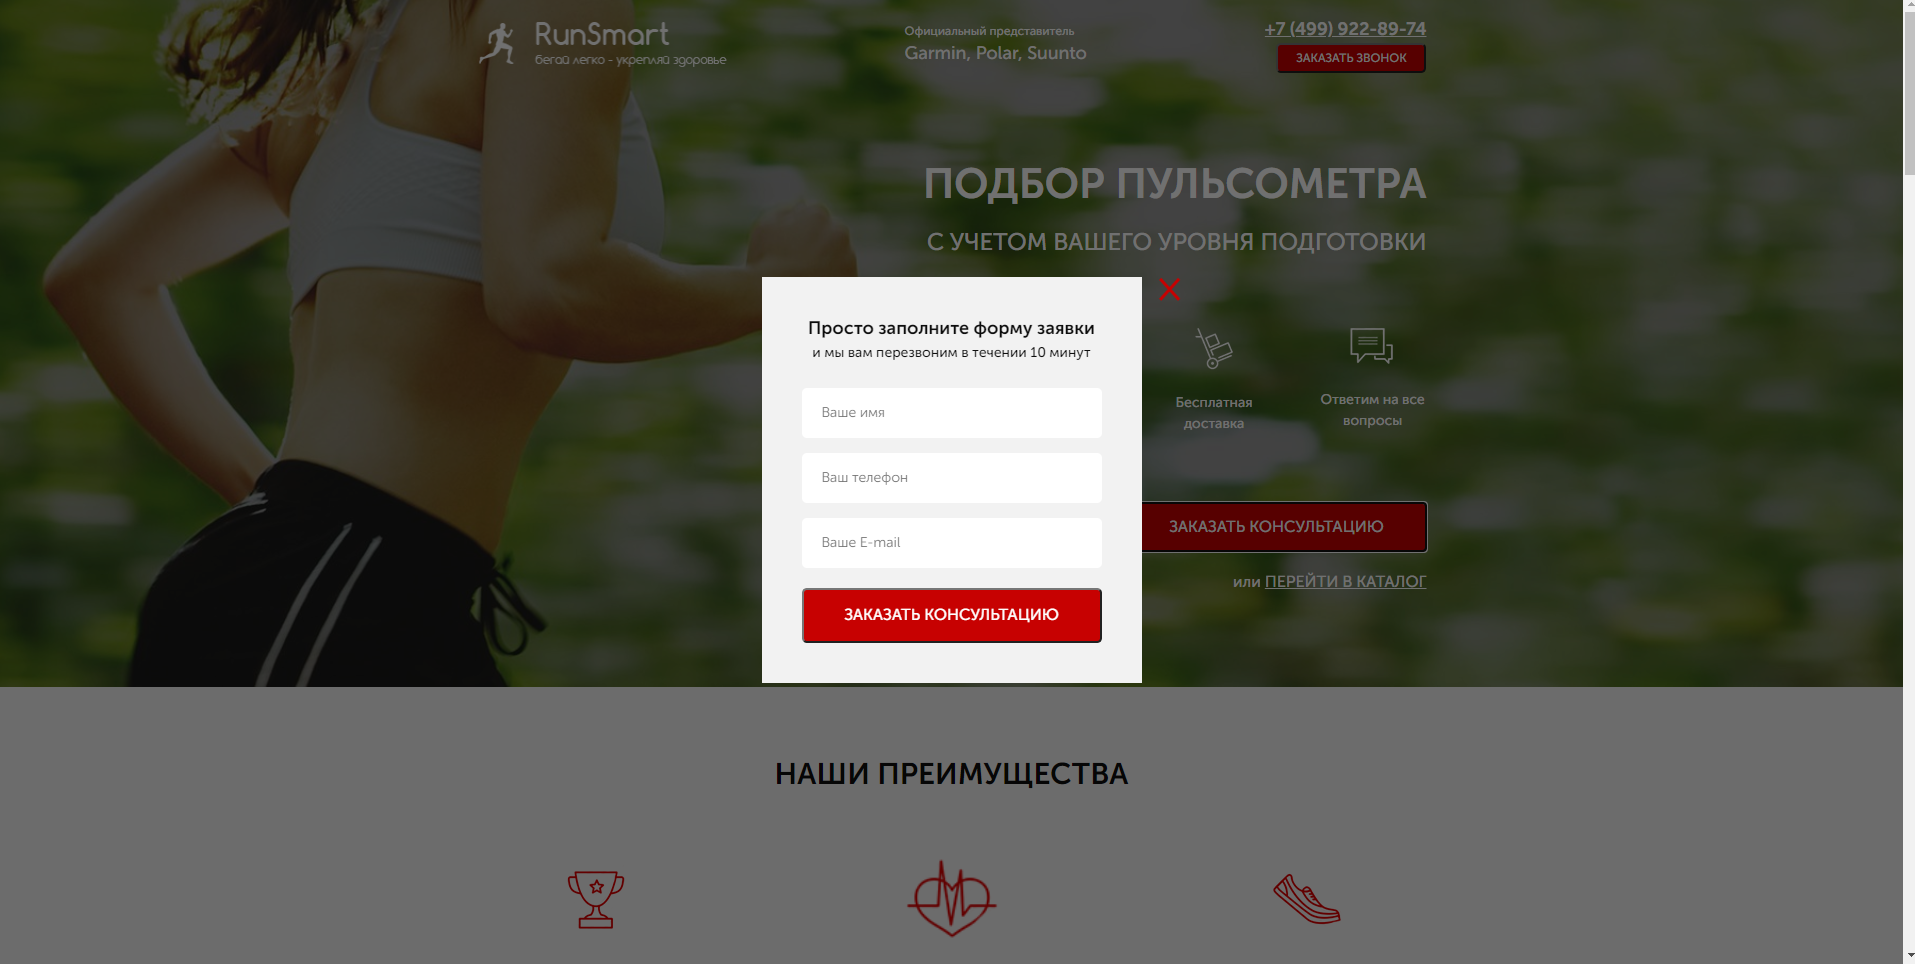 RunSmart
бегай легко - укрепляй здоровье
Официальный представитель
Garmin, Polar, Suunto
+7 (499) 922-89-74
ЗАКАЗАТЬ ЗВОНОК
ПОДБОР ПУЛЬСОМЕТРА
С УЧЕТОМ ВАШЕГО УРОВНЯ ПОДГОТОВКИ
Просто заполните форму заявки
и мы вам перезвоним в течении 10 минут
Ваше имя
Ваш телефон
Ваше E-mail
ЗАКАЗАТЬ КОНСУЛЬТАЦИЮ
Бесплатная
доставка
Ответим на все
вопросы
ЗАКАЗАТЬ КОНСУЛЬТАЦИЮ
или ПЕРЕЙТИ В КАТАЛОГ
НАШИ ПРЕИМУЩЕСТВА